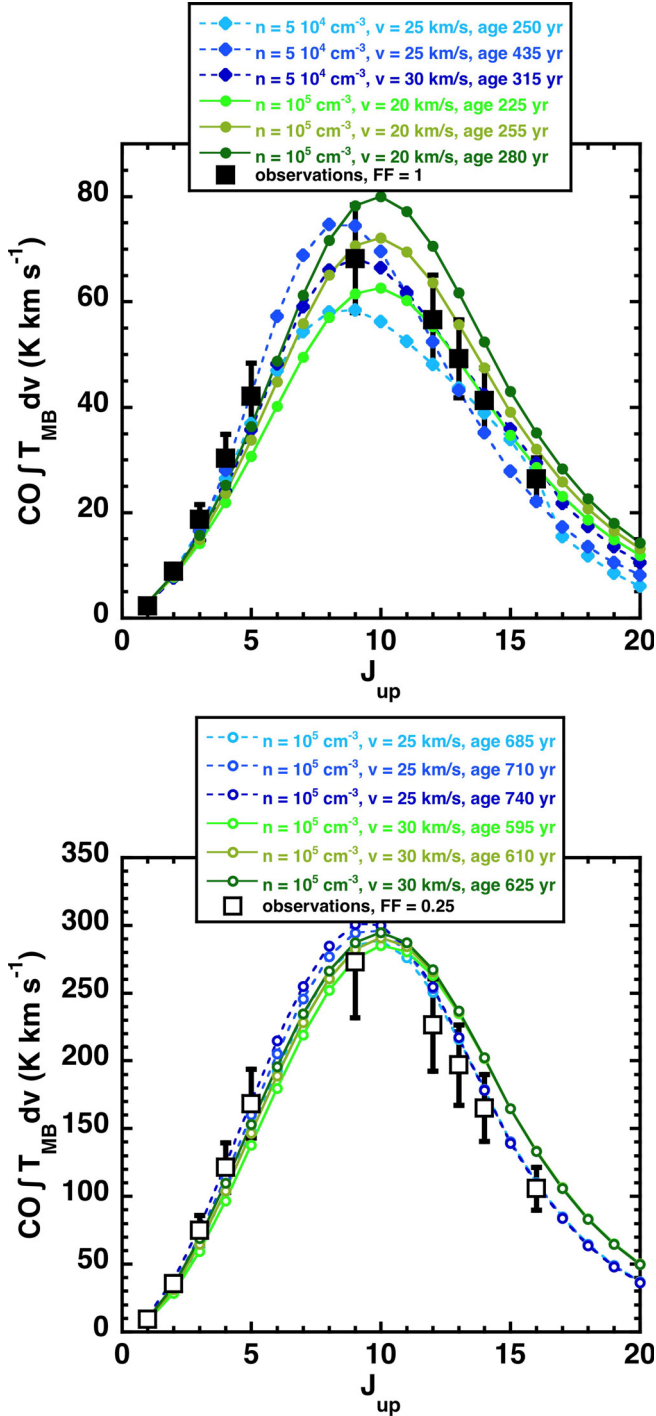 n = 5 10⁴ cm⁻³, v = 25 km/s, age 250 yr
n = 5 10⁴ cm⁻³, v = 25 km/s, age 435 yr
n = 5 10⁴ cm⁻³, v = 30 km/s, age 315 yr
n = 10⁵ cm⁻³, v = 20 km/s, age 225 yr
n = 10⁵ cm⁻³, v = 20 km/s, age 255 yr
n = 10⁵ cm⁻³, v = 20 km/s, age 280 yr
observations, FF = 1
80
60
40
20
0
CO ∫ T_MB dv (K km s⁻¹)
0 5 10 15 20
J_up
n = 10⁵ cm⁻³, v = 25 km/s, age 685 yr
n = 10⁵ cm⁻³, v = 25 km/s, age 710 yr
n = 10⁵ cm⁻³, v = 25 km/s, age 740 yr
n = 10⁵ cm⁻³, v = 30 km/s, age 595 yr
n = 10⁵ cm⁻³, v = 30 km/s, age 610 yr
n = 10⁵ cm⁻³, v = 30 km/s, age 625 yr
observations, FF = 0.25
350
300
250
200
150
100
50
0
CO ∫ T_MB dv (K km s⁻¹)
0 5 10 15 20
J_up